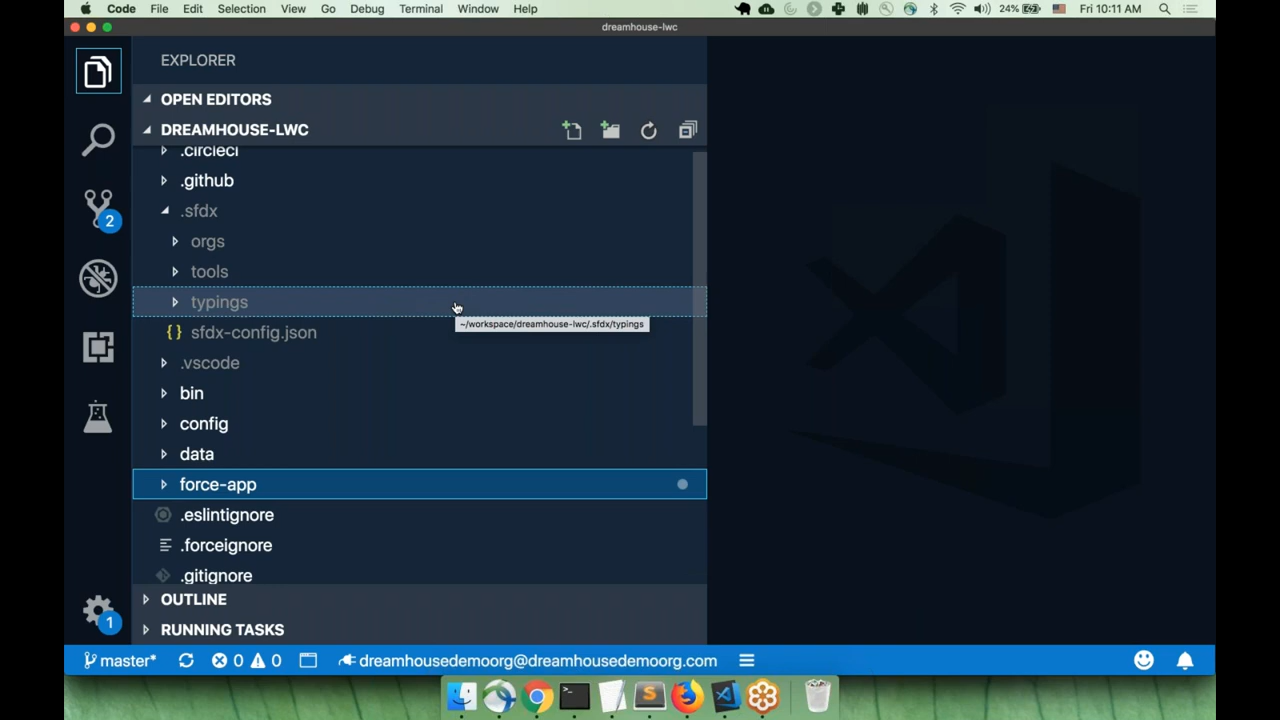 Code File Edit Selection View Go Debug Terminal Window Help 24% Fri 10:11 AM
dreamhouse-lwc
EXPLORER
OPEN EDITORS
DREAMHOUSE-LWC
.circleci
.github
.sfdx
orgs
tools
typings
~/workspace/dreamhouse-lwc/.sfdx/typings
{ } sfdx-config.json
.vscode
bin
config
data
force-app
.eslintignore
.forceignore
.gitignore
OUTLINE
RUNNING TASKS
2
1
master* 0 0 dreamhousedemoorg@dreamhousedemoorg.com